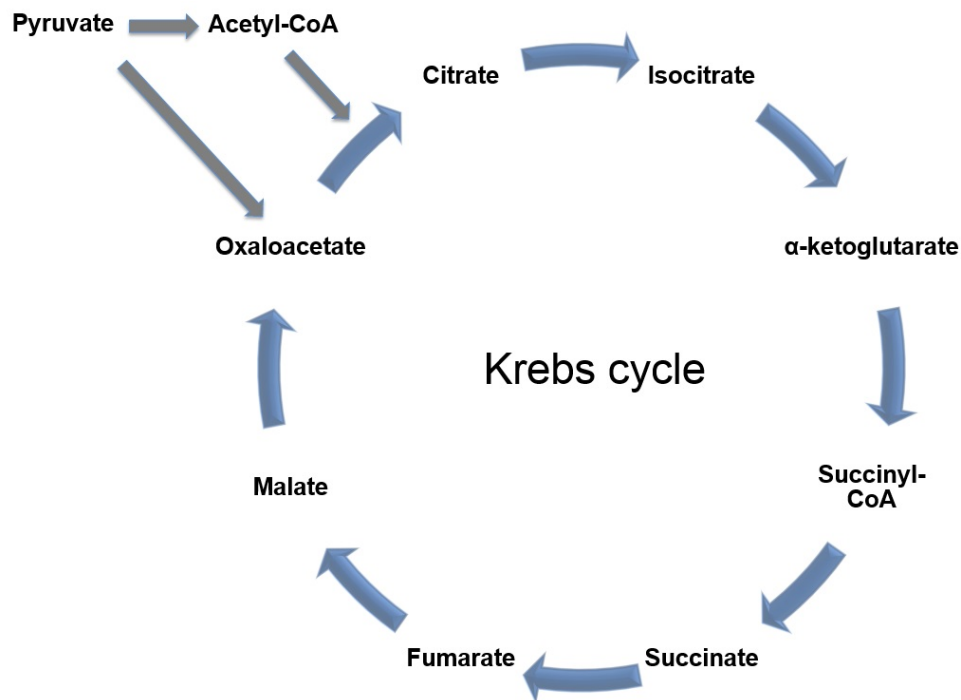 Pyruvate
Acetyl-CoA
Citrate
Isocitrate
Oxaloacetate
α-ketoglutarate
Krebs cycle
Malate
Succinyl-
CoA
Fumarate
Succinate